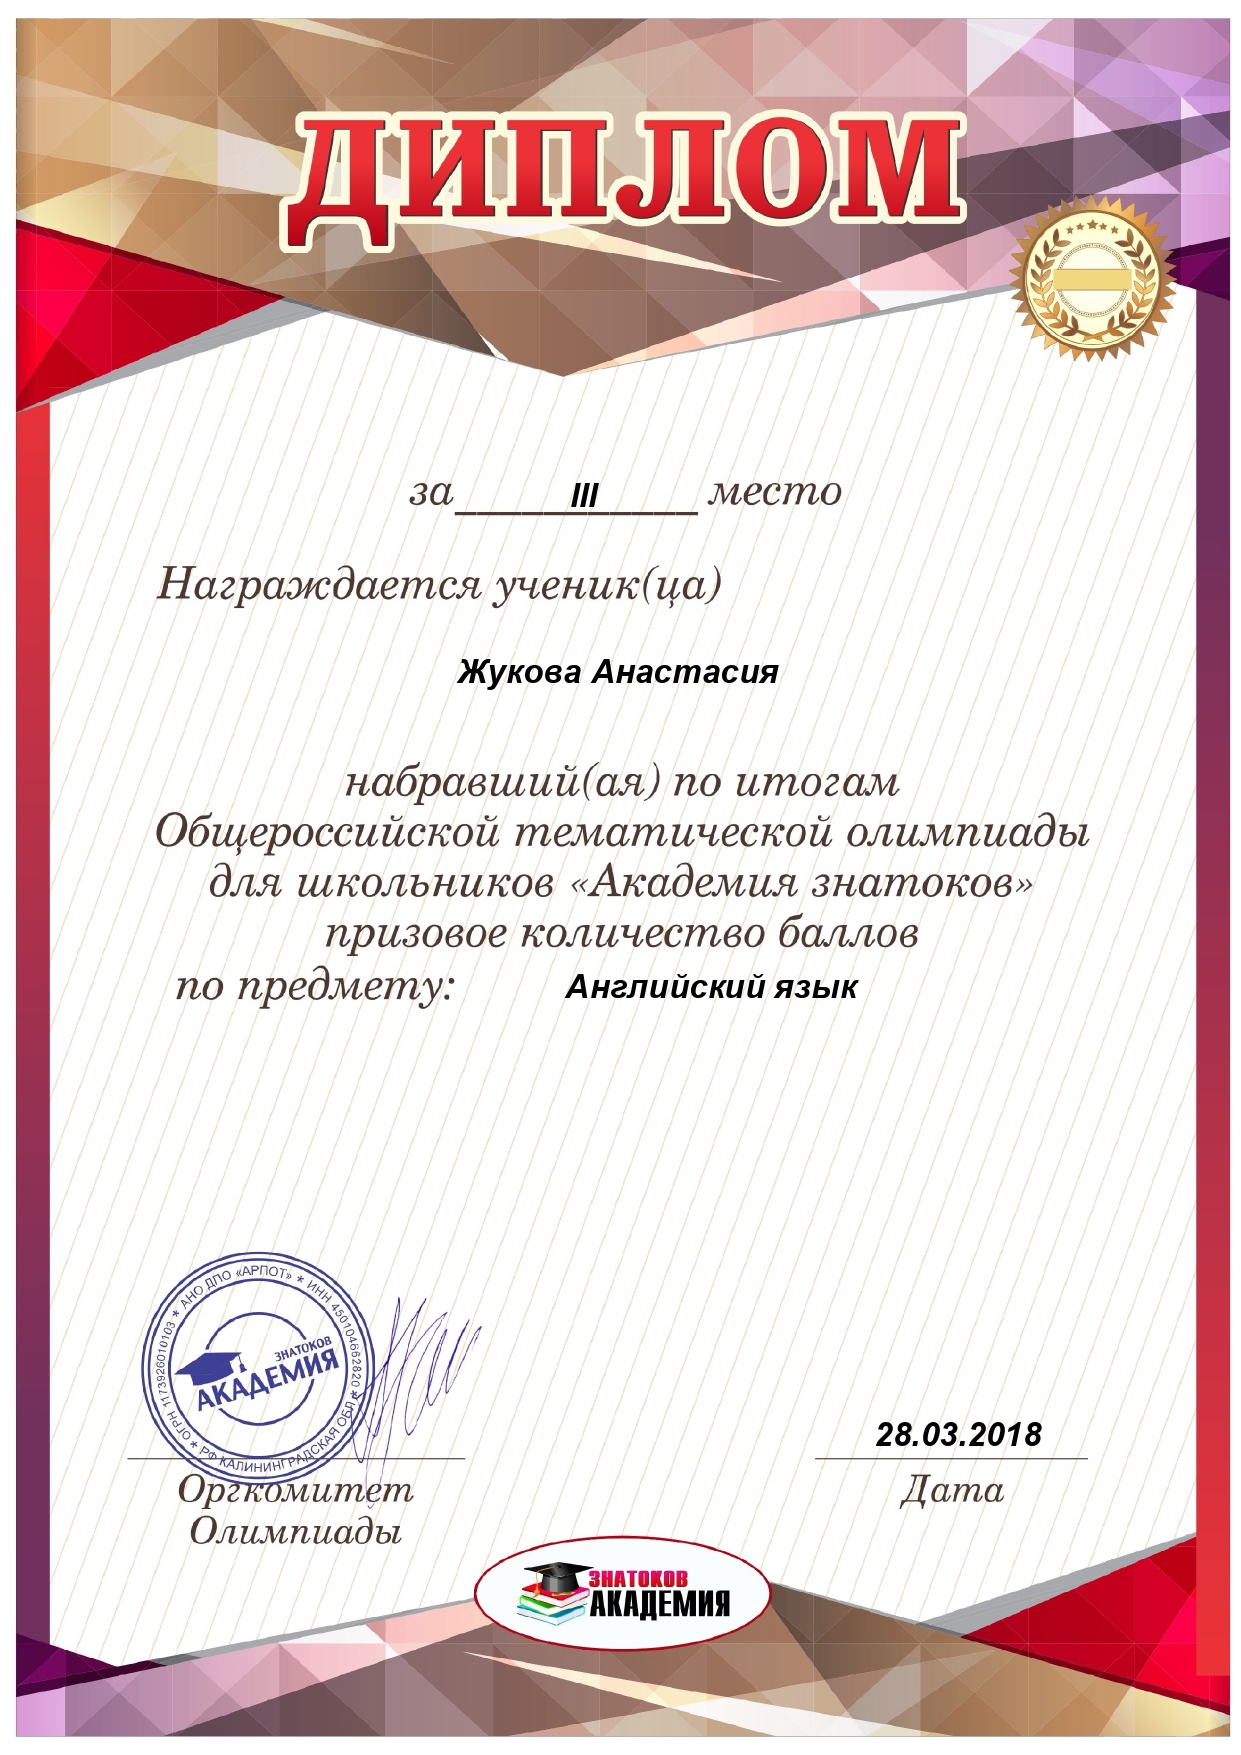 ДИПЛОМ
за III место
Награждается ученик(ца)
Жукова Анастасия
набравший(ая) по итогам
Общероссийской тематической олимпиады
для школьников «Академия знатоков»
призовое количество баллов
по предмету: Английский язык
* АНО ДПО «АРПОТ» * ИНН 450104662820 * РФ КАЛИНИНГРАДСКАЯ ОБЛ * ОГРН 1173926010103
ЗНАТОКОВ
АКАДЕМИЯ
28.03.2018
Оргкомитет
Олимпиады
Дата
ЗНАТОКОВ
АКАДЕМИЯ